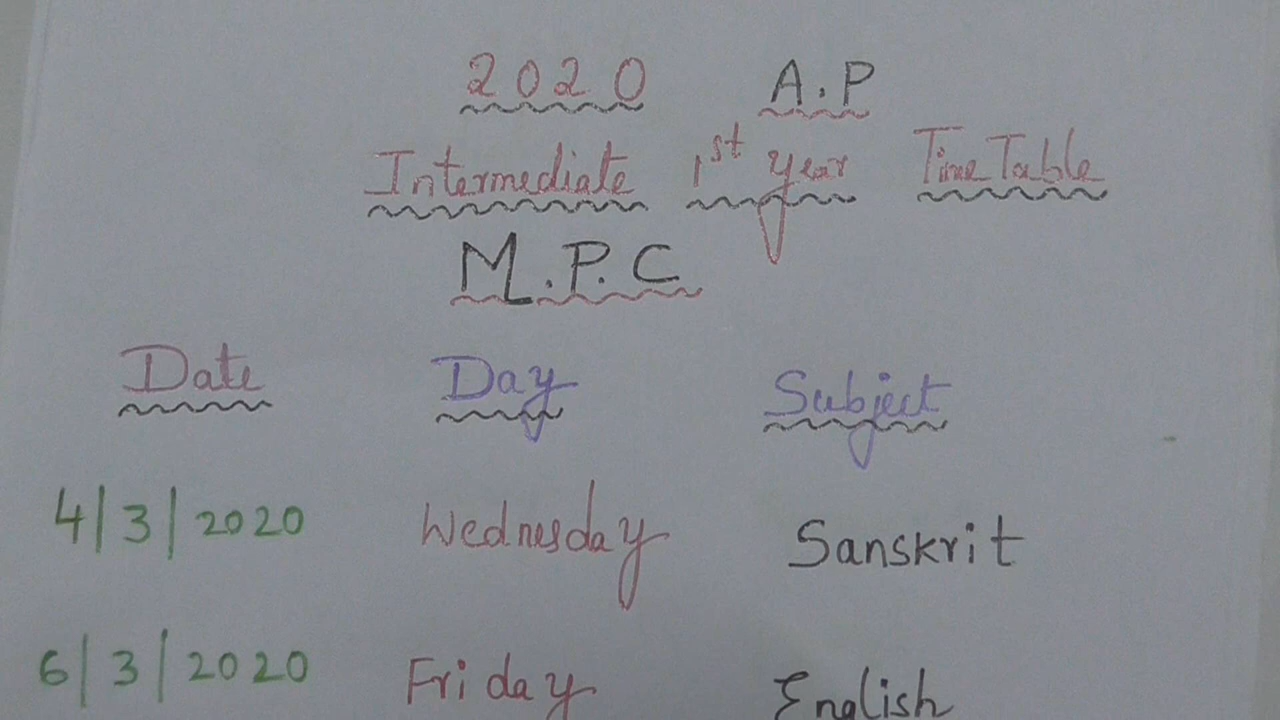 2020 A.P
Intermediate 1st year Time Table
M.P.C
Date Day Subject
4/3/2020 Wednesday Sanskrit
6/3/2020 Friday English